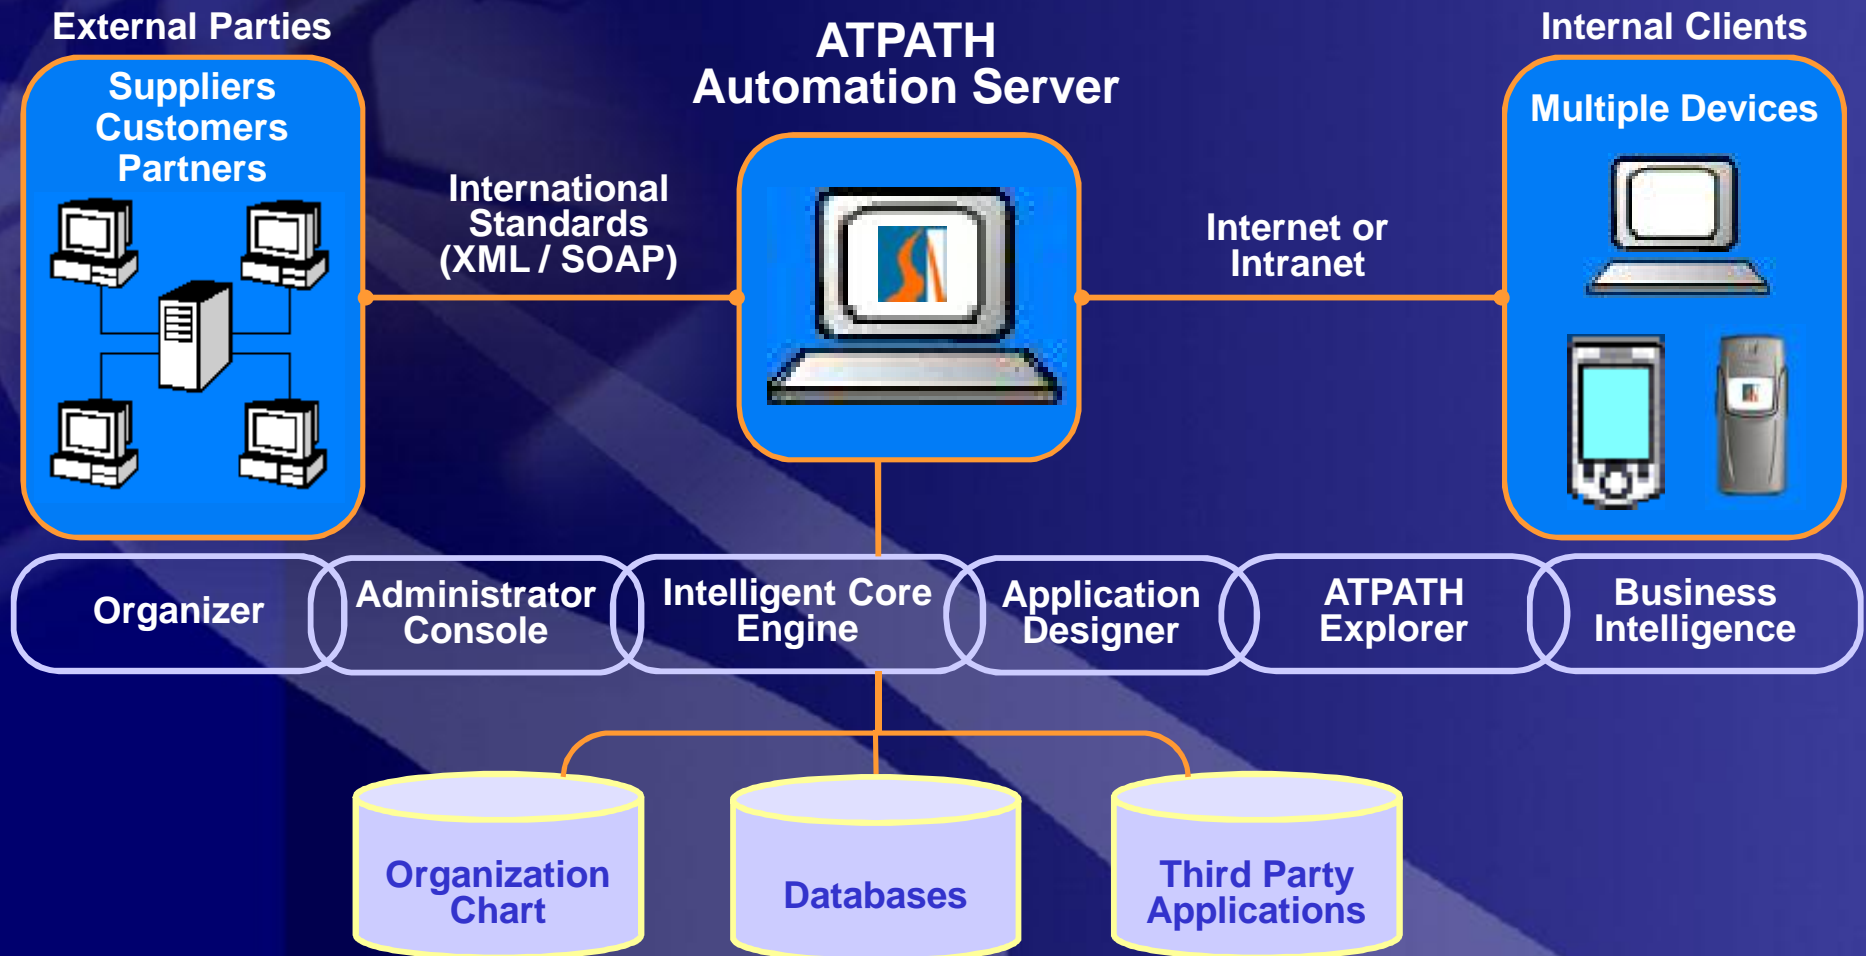 External Parties
Suppliers
Customers
Partners
International
Standards
(XML / SOAP)
ATPATH
Automation Server
Internet or
Intranet
Internal Clients
Multiple Devices
Organizer
Administrator
Console
Intelligent Core
Engine
Application
Designer
ATPATH
Explorer
Business
Intelligence
Organization
Chart
Databases
Third Party
Applications